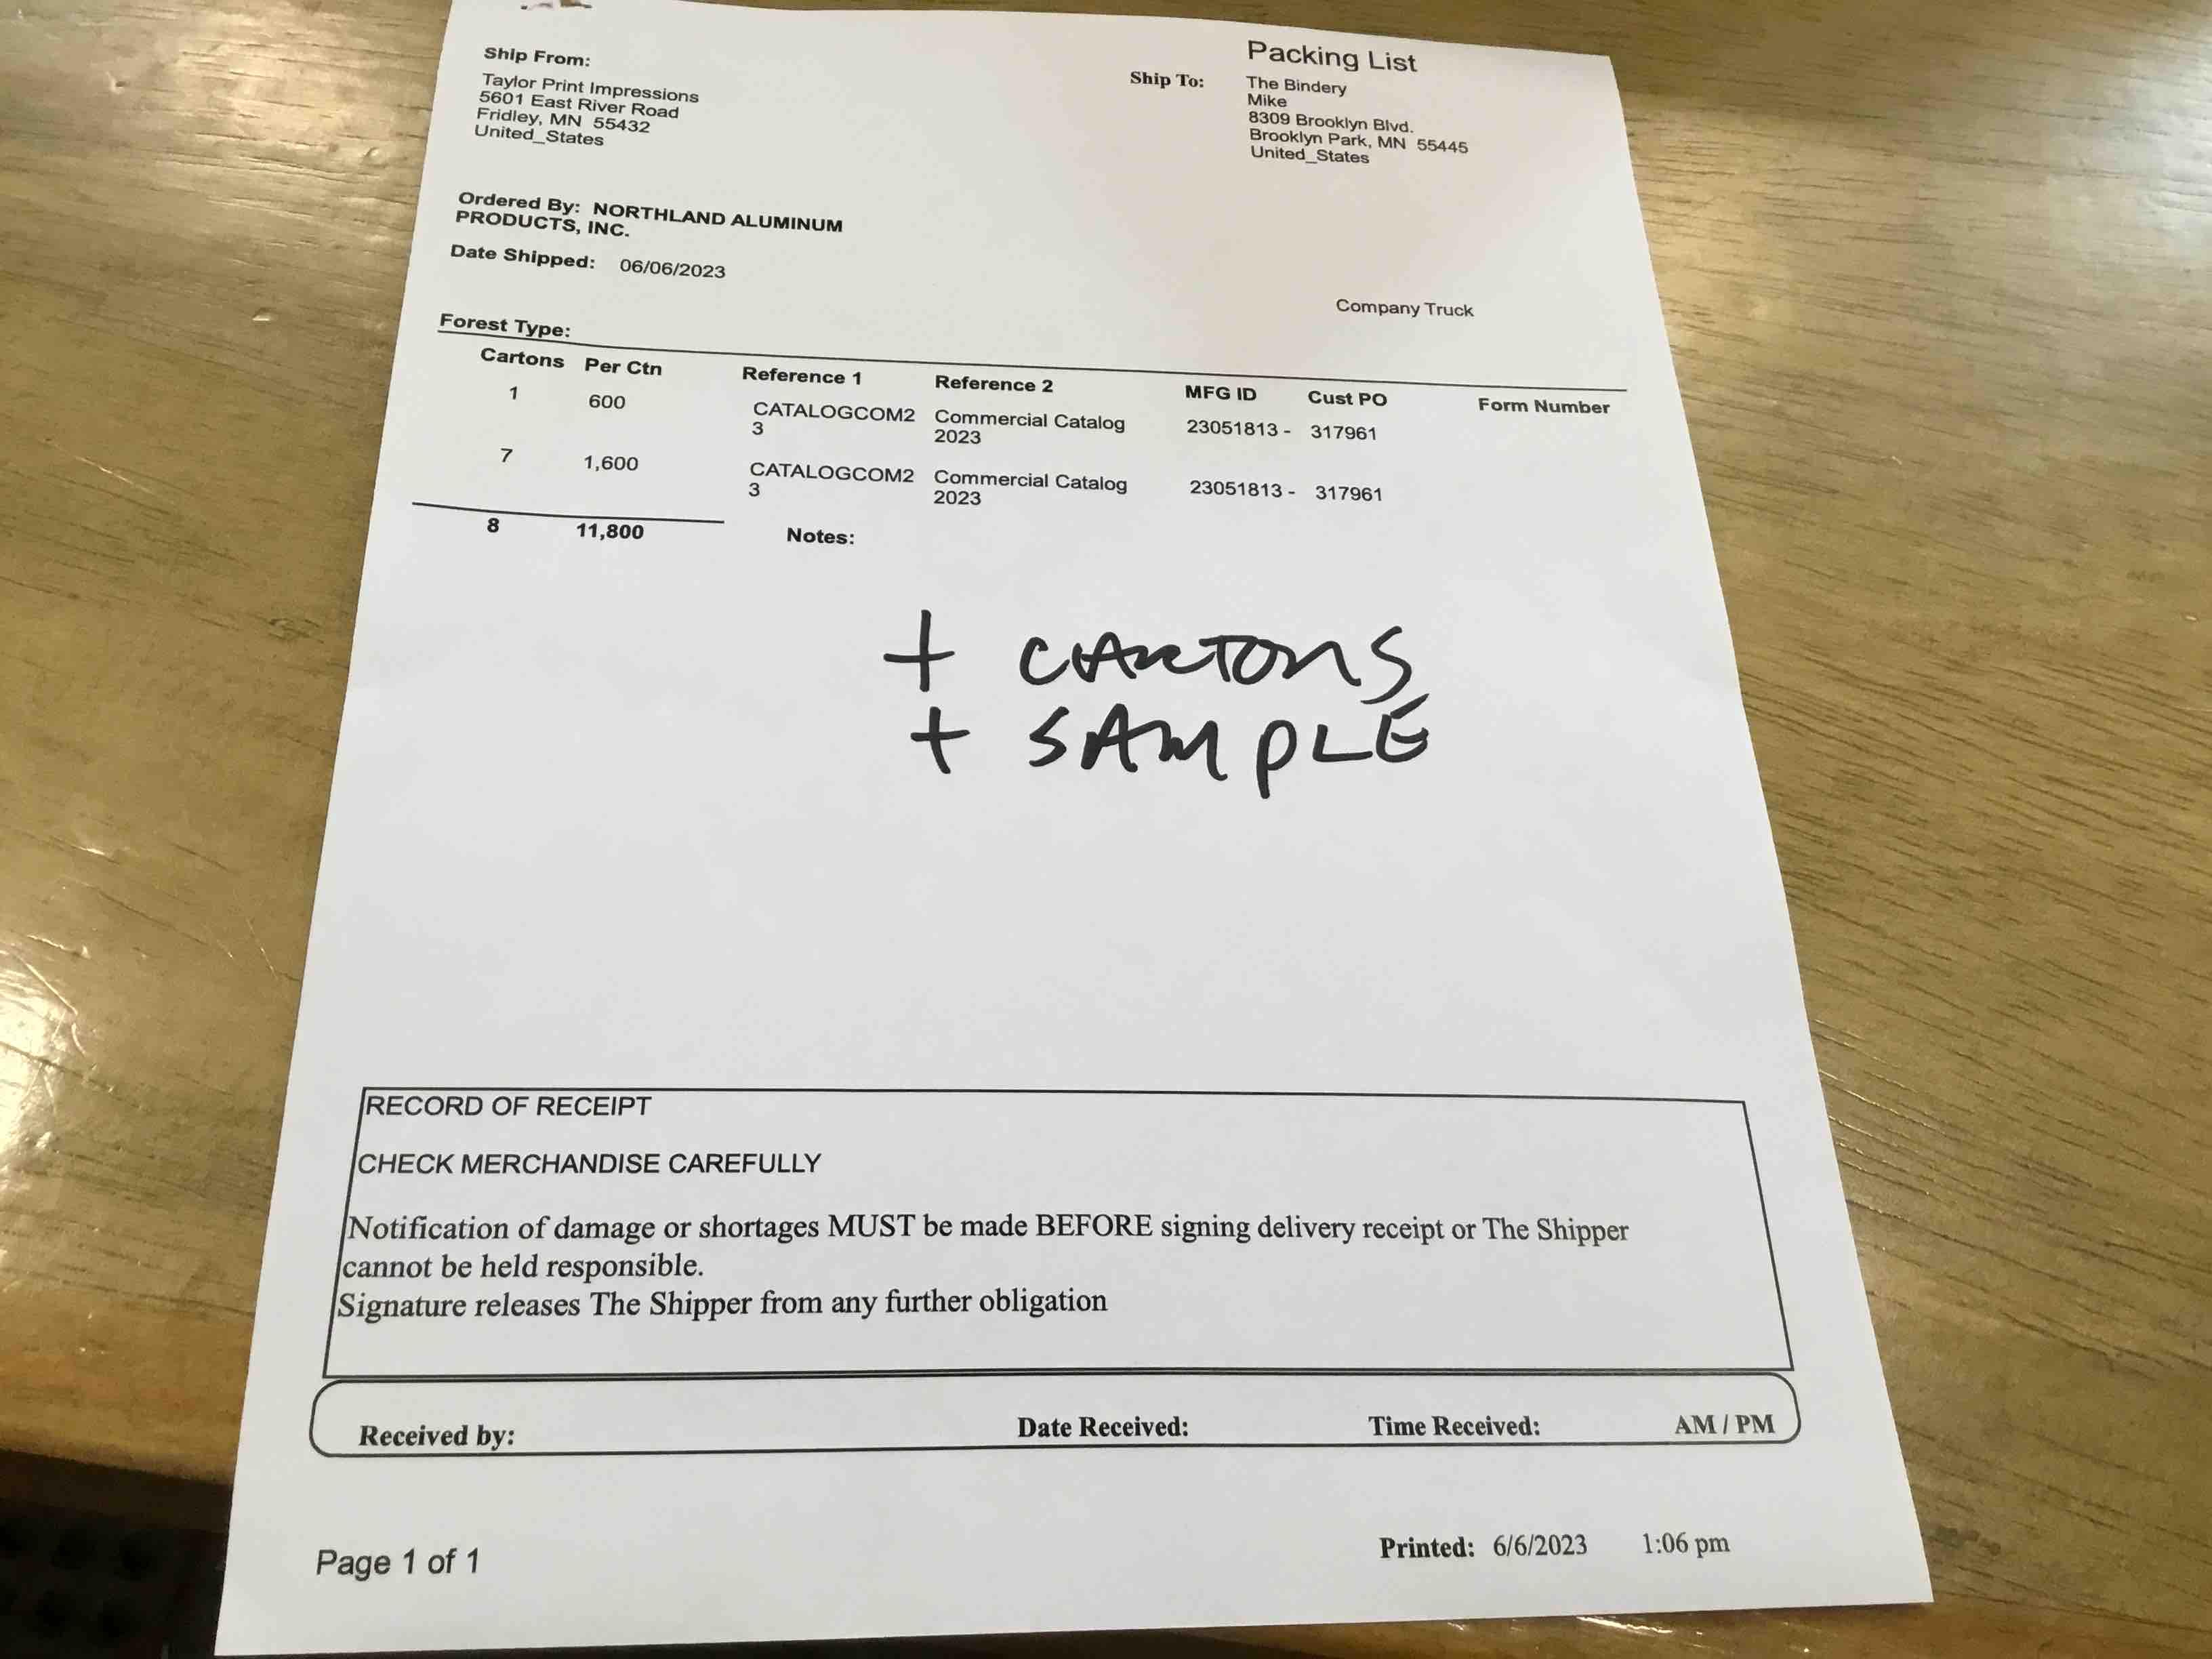 Packing List
Ship From:
Taylor Print Impressions
5601 East River Road
Fridley, MN 55432
United_States
Ship To:
The Bindery
Mike
8309 Brooklyn Blvd.
Brooklyn Park, MN 55445
United_States
Ordered By: NORTHLAND ALUMINUM
PRODUCTS, INC.
Date Shipped: 06/06/2023
Company Truck
Forest Type:
Cartons Per Ctn Reference 1 Reference 2 MFG ID Cust PO Form Number
1 600 CATALOGCOM2 Commercial Catalog 23051813 - 317961
3 2023
7 1,600 CATALOGCOM2 Commercial Catalog 23051813 - 317961
3 2023
8 11,800 Notes:
+ CARTONS
+ SAMPLE
RECORD OF RECEIPT
CHECK MERCHANDISE CAREFULLY
Notification of damage or shortages MUST be made BEFORE signing delivery receipt or The Shipper
cannot be held responsible.
Signature releases The Shipper from any further obligation
Received by: Date Received: Time Received: AM / PM
Printed: 6/6/2023 1:06 pm
Page 1 of 1